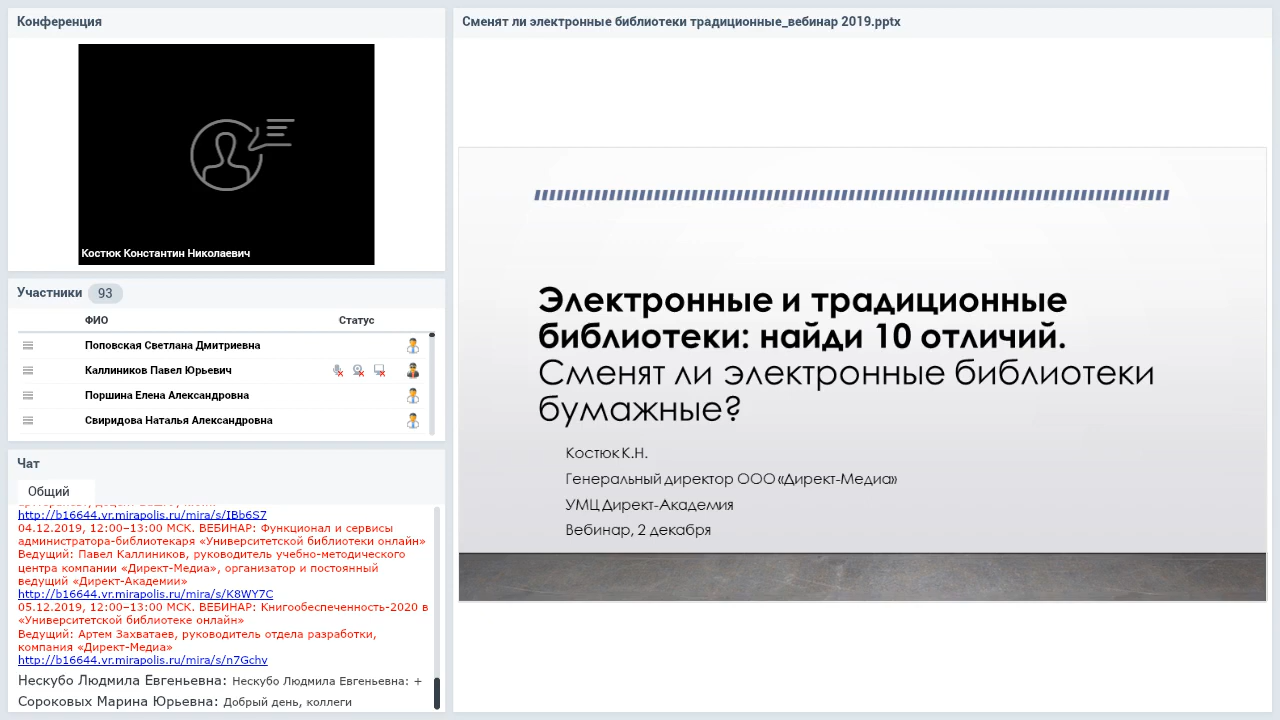 Конференция
Костюк Константин Николаевич
Участники 93
ФИО Статус
Поповская Светлана Дмитриевна
Каллиников Павел Юрьевич
Поршина Елена Александровна
Свиридова Наталья Александровна
Чат
Общий
http://b16644.vr.mirapolis.ru/mira/s/IBb6S7
04.12.2019, 12:00–13:00 МСК. ВЕБИНАР: Функционал и сервисы
администратора-библиотекаря «Университетской библиотеки онлайн»
Ведущий: Павел Каллиников, руководитель учебно-методического
центра компании «Директ-Медиа», организатор и постоянный
ведущий «Директ-Академии»
http://b16644.vr.mirapolis.ru/mira/s/K8WY7C
05.12.2019, 12:00–13:00 МСК. ВЕБИНАР: Книгообеспеченность-2020 в
«Университетской библиотеке онлайн»
Ведущий: Артем Захватаев, руководитель отдела разработки,
компания «Директ-Медиа»
http://b16644.vr.mirapolis.ru/mira/s/n7Gchv
Нескубо Людмила Евгеньевна: Нескубо Людмила Евгеньевна: +
Сороковых Марина Юрьевна: Добрый день, коллеги
Сменят ли электронные библиотеки традиционные_вебинар 2019.pptx
Электронные и традиционные
библиотеки: найди 10 отличий.
Сменят ли электронные библиотеки
бумажные?
Костюк К.Н.
Генеральный директор ООО «Директ-Медиа»
УМЦ Директ-Академия
Вебинар, 2 декабря